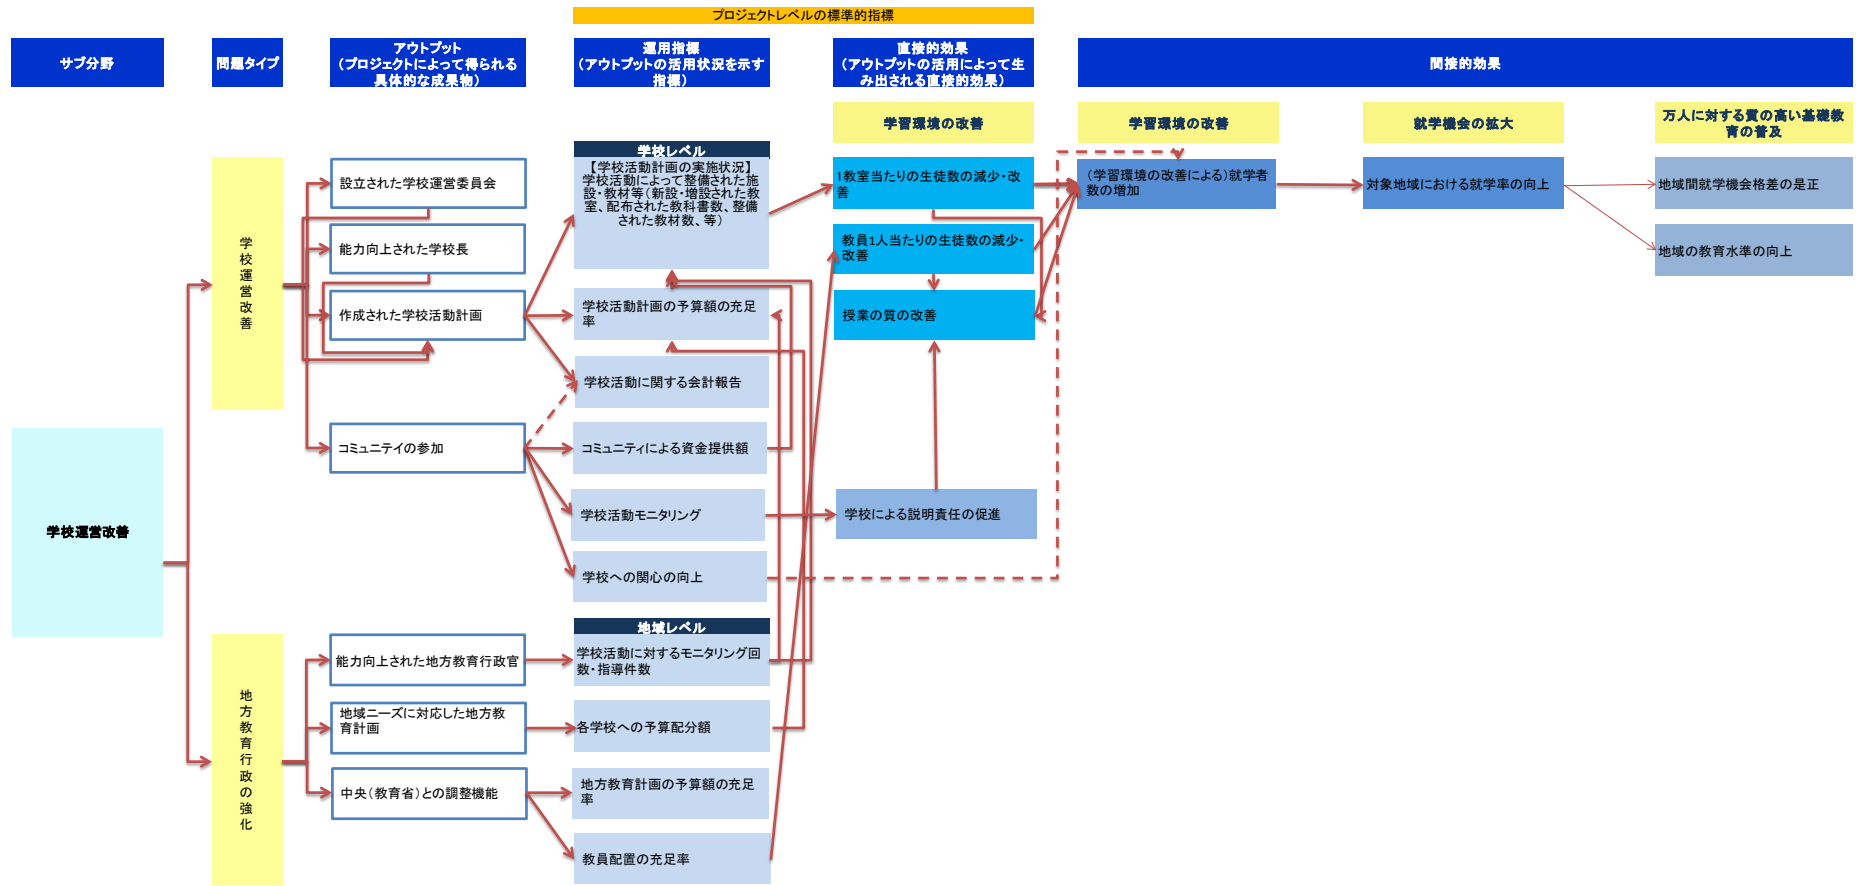 プロジェクトレベルの標準的指標
サブ分野
問題タイプ
アウトプット
（プロジェクトによって得られる
具体的な成果物）
運用指標
（アウトプットの活用状況を示す
指標）
直接的効果
（アウトプットの活用によって生
み出される直接的効果）
間接的効果
学習環境の改善
学習環境の改善
就学機会の拡大
万人に対する質の高い基礎教
育の普及
学校運営改善
学校運営改善
地方教育行政の強化
設立された学校運営委員会
能力向上された学校長
作成された学校活動計画
コミュニテイの参加
能力向上された地方教育行政官
地域ニーズに対応した地方教
育計画
中央（教育省）との調整機能
学校レベル
【学校活動計画の実施状況】
学校活動によって整備された施
設・教材等（新設・増設された教
室、配布された教科書数、整備
された教材数、等）
学校活動計画の予算額の充足
率
学校活動に関する会計報告
コミュニティによる資金提供額
学校活動モニタリング
学校への関心の向上
地域レベル
学校活動に対するモニタリング回
数・指導件数
各学校への予算配分額
地方教育計画の予算額の充足
率
教員配置の充足率
1教室当たりの生徒数の減少・改
善
教員1人当たりの生徒数の減少・
改善
授業の質の改善
学校による説明責任の促進
（学習環境の改善による）就学者
数の増加
対象地域における就学率の向上
地域間就学機会格差の是正
地域の教育水準の向上